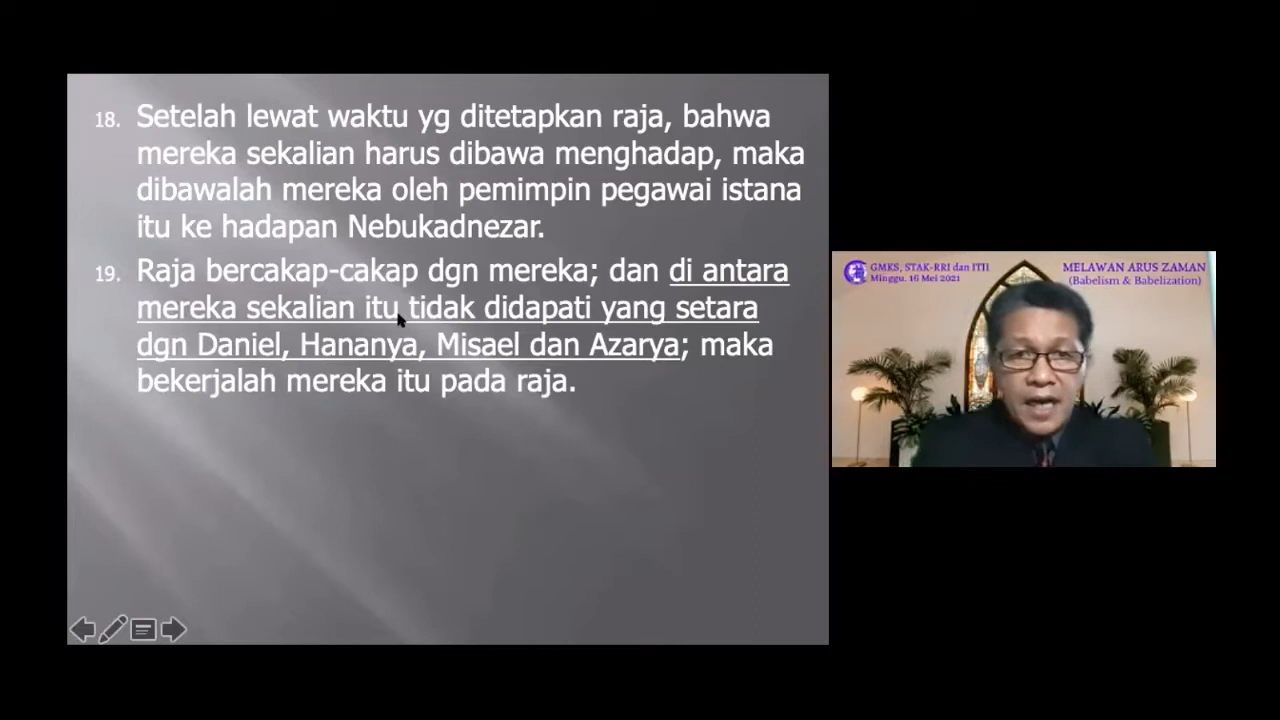 18. Setelah lewat waktu yg ditetapkan raja, bahwa
mereka sekalian harus dibawa menghadap, maka
dibawalah mereka oleh pemimpin pegawai istana
itu ke hadapan Nebukadnezar.
19. Raja bercakap-cakap dgn mereka; dan di antara
mereka sekalian itu tidak didapati yang setara
dgn Daniel, Hananya, Misael dan Azarya; maka
bekerjalah mereka itu pada raja.
GMKS, STAK-RRI dan ITH
Minggu. 16 Mei 2021
MELAWAN ARUS ZAMAN
(Babelism & Babelization)